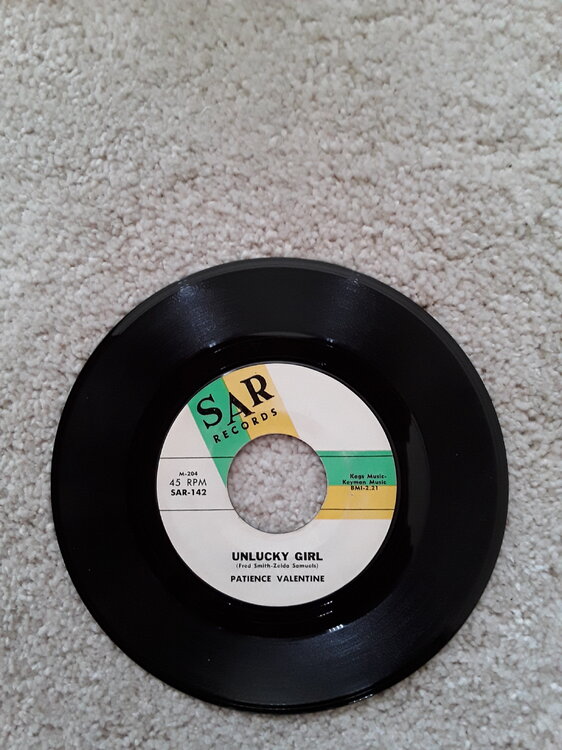 SAR
RECORDS
M-204
45 RPM
SAR-142
Kags Music-
Keymen Music
BMI-2.21
UNLUCKY GIRL
(Fred Smith-Zelda Samuels)
PATIENCE VALENTINE